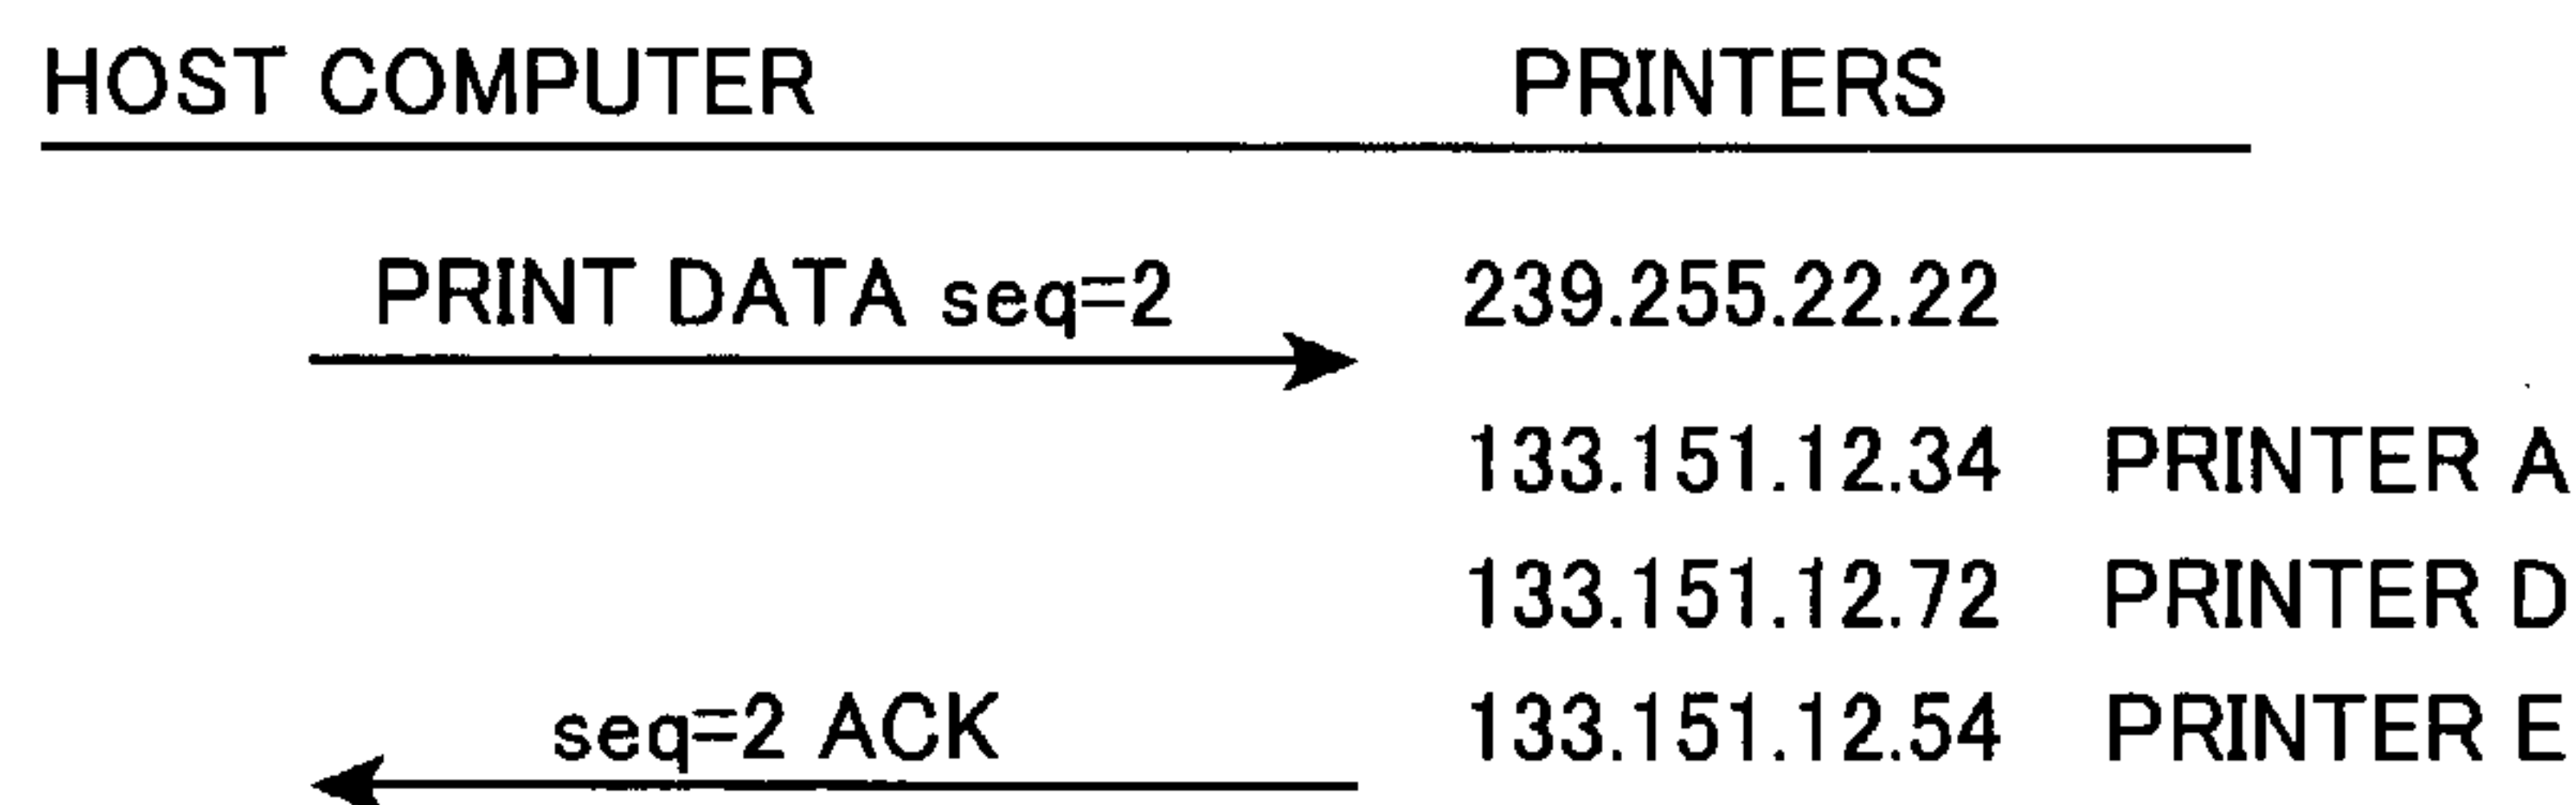 HOST COMPUTER PRINTERS
PRINT DATA seq=2 239.255.22.22
133.151.12.34 PRINTER A
133.151.12.72 PRINTER D
seq=2 ACK 133.151.12.54 PRINTER E